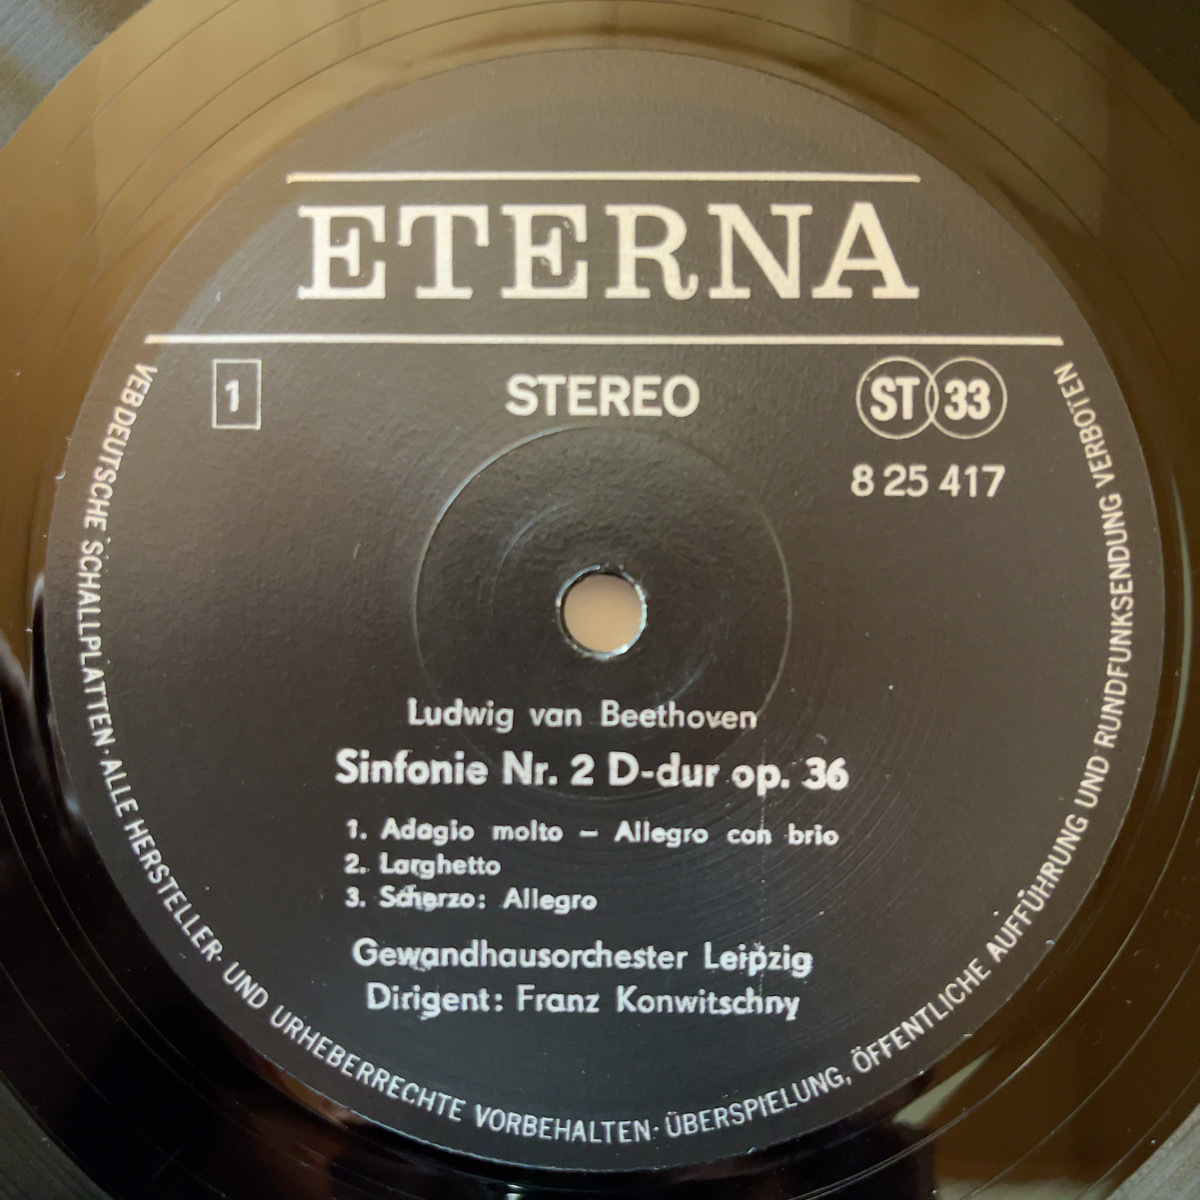 ETERNA
1
STEREO
ST 33
8 25 417
Ludwig van Beethoven
Sinfonie Nr. 2 D-dur op. 36
1. Adagio molto – Allegro con brio
2. Larghetto
3. Scherzo: Allegro
Gewandhausorchester Leipzig
Dirigent: Franz Konwitschny
VEB DEUTSCHE SCHALLPLATTEN · ALLE HERSTELLER- UND URHEBERRECHTE VORBEHALTEN · ÜBERSPIELUNG, ÖFFENTLICHE AUFFÜHRUNG UND RUNDFUNKSENDUNG VERBOTEN